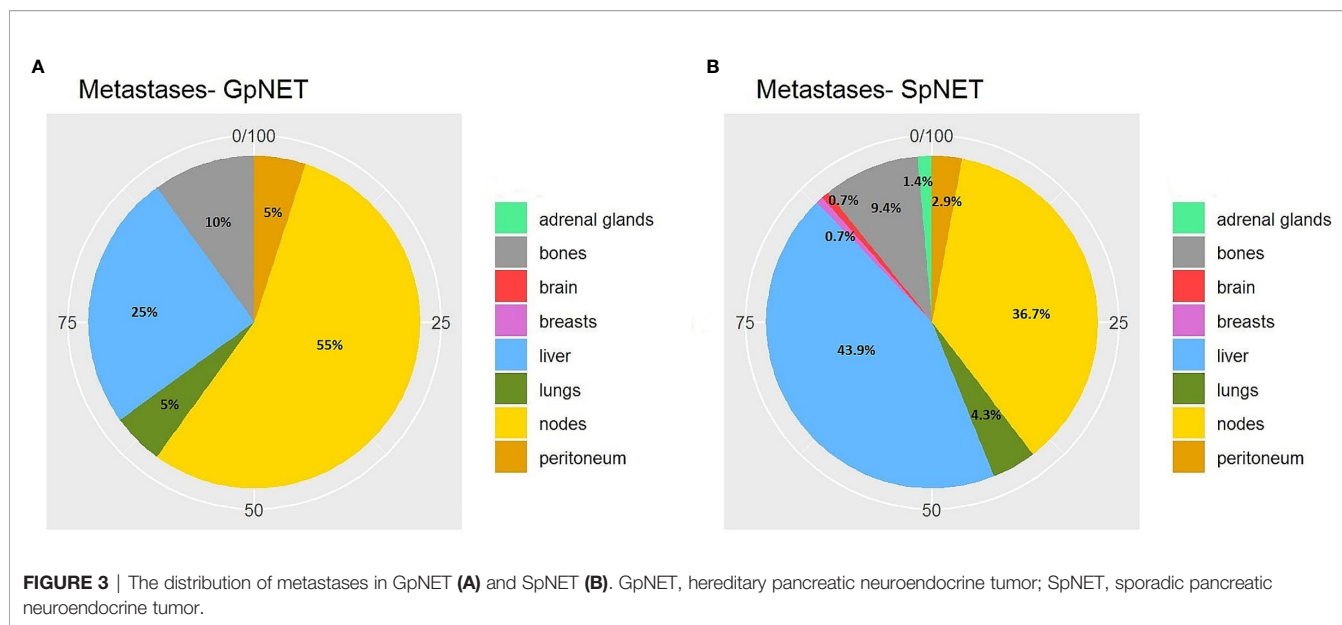 A
Metastases- GpNET
0/100
10%
5%
75
25%
55%
25
5%
50
adrenal glands
bones
brain
breasts
liver
lungs
nodes
peritoneum
B
Metastases- SpNET
0/100
1.4%
0.7%
9.4%
2.9%
0.7%
36.7%
75
25
43.9%
4.3%
50
adrenal glands
bones
brain
breasts
liver
lungs
nodes
peritoneum
FIGURE 3 | The distribution of metastases in GpNET (A) and SpNET (B). GpNET, hereditary pancreatic neuroendocrine tumor; SpNET, sporadic pancreatic
neuroendocrine tumor.